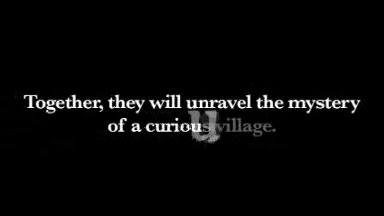 Together, they will unravel the mystery
of a curious village.